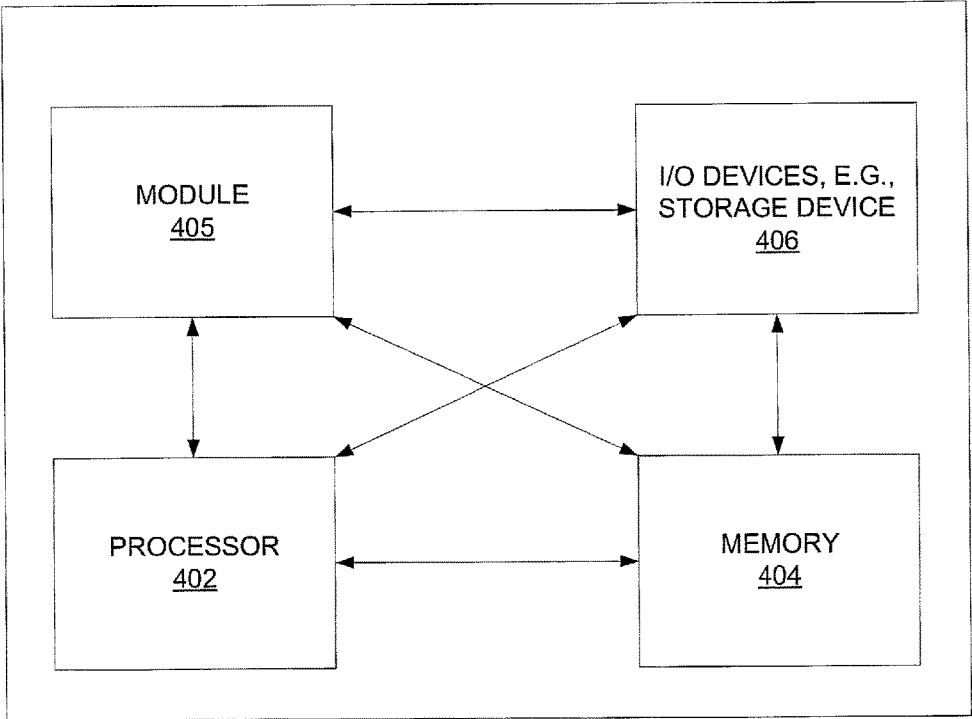 MODULE
405
I/O DEVICES, E.G.,
STORAGE DEVICE
406
PROCESSOR
402
MEMORY
404